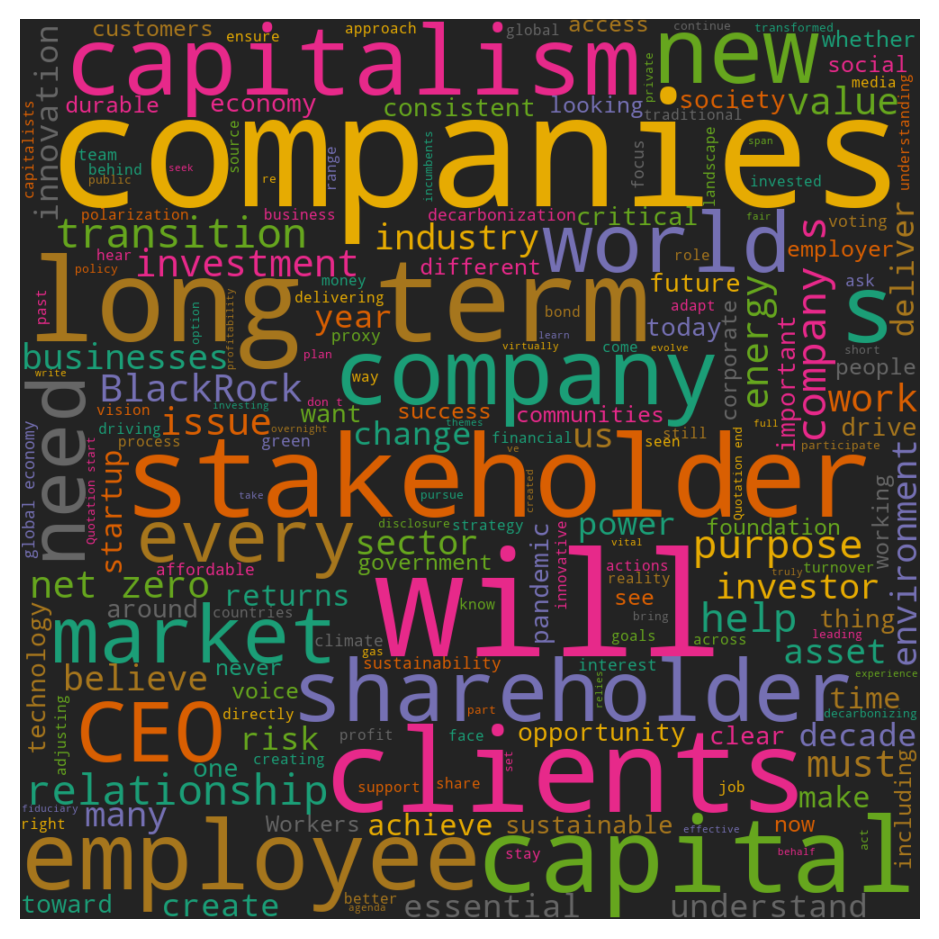 customers
ensure
approach
global
access
continue
transformed
capitalism
new
whether
social
media
innovation
durable
economy
consistent
looking
private
society
traditional
value
capitalists
companies
understanding
team
behind
public
seek
source
re
range
incumbents
focus
landscape
span
invested
polarization
business
decarbonization
critical
fair
voting
transition
hear
policy
investment
industry
different
world
role
employer
company s
deliver
past
long term
money
option
delivering
profitability
year
proxy
bond
future
adapt
today
energy
corporate
important
ask
s
businesses
write
plan
learn
virtually
come
evolve
company
short
people
need
BlackRock
investing
don t
way
want
success
communities
work
vision
driving
process
issue
overnight
green
themes
change
financial
ve
us
seen
still
drive
full
participate
global economy
Quotation start
startup
stakeholder
take
pursue
created
Quotation end
environment
working
every
disclosure
strategy
sector
government
pandemic
innovative
power
vital
foundation
purpose
turnover
truly
net zero
affordable
returns
around
countries
know
will
actions
reality
see
goals
bring
across
investor
help
leading
thing
technology
market
climate
gas
never
sustainability
interest
relies
asset
experience
adjusting
believe
voice
directly
shareholder
part
time
decarbonizing
CEO
risk
creating
profit
face
set
opportunity
clear
decade
one
relationship
support
share
clients
job
must
make
including
fiduciary
right
many
Workers
achieve
sustainable
effective
now
act
employee
stay
capital
behalf
toward
create
better
agenda
essential
understand